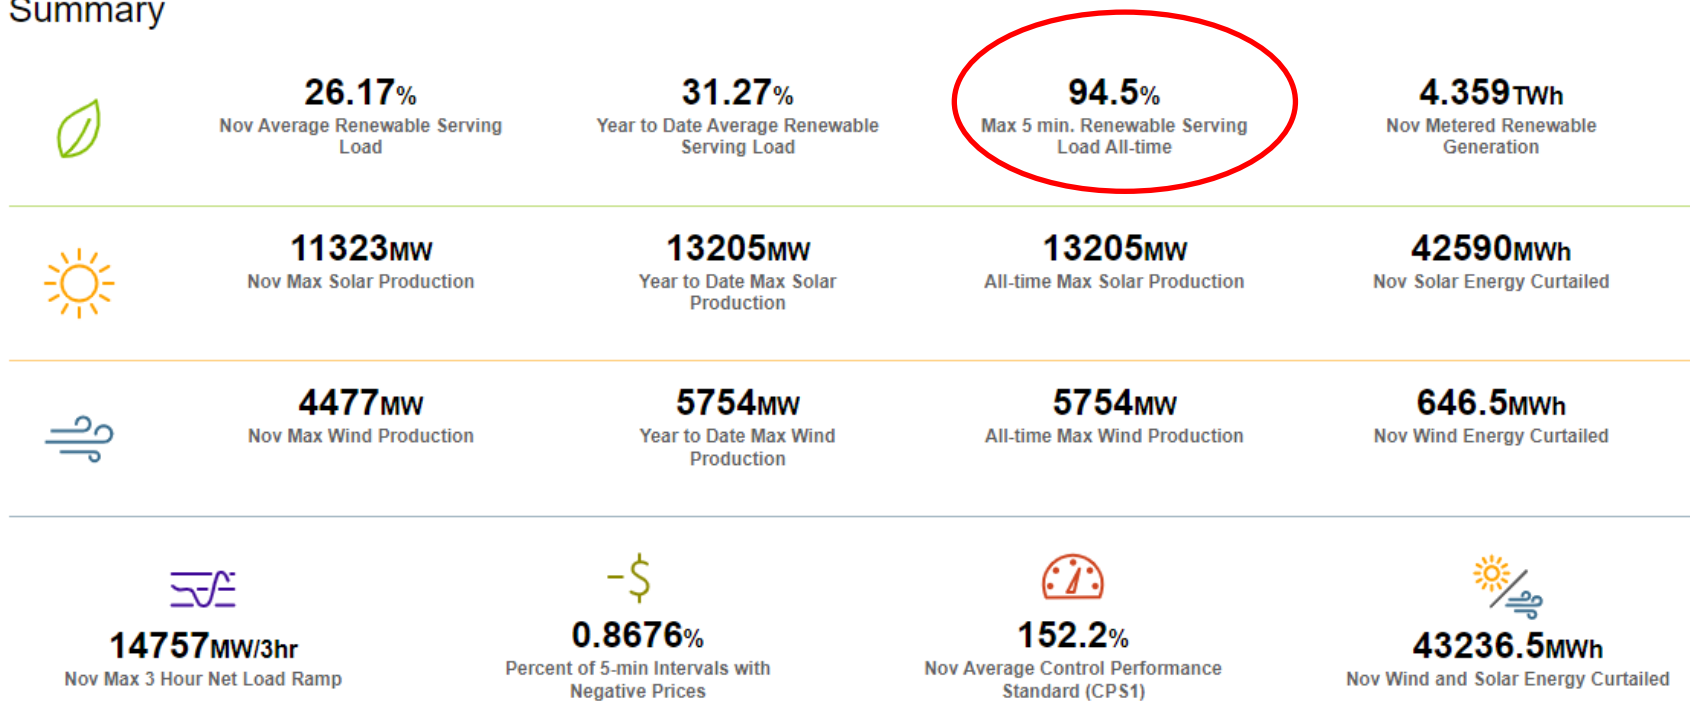 Summary
26.17%
Nov Average Renewable Serving
Load
31.27%
Year to Date Average Renewable
Serving Load
94.5%
Max 5 min. Renewable Serving
Load All-time
4.359TWh
Nov Metered Renewable
Generation
11323MW
Nov Max Solar Production
13205MW
Year to Date Max Solar
Production
13205MW
All-time Max Solar Production
42590MWh
Nov Solar Energy Curtailed
4477MW
Nov Max Wind Production
5754MW
Year to Date Max Wind
Production
5754MW
All-time Max Wind Production
646.5MWh
Nov Wind Energy Curtailed
14757MW/3hr
Nov Max 3 Hour Net Load Ramp
-$
0.8676%
Percent of 5-min Intervals with
Negative Prices
152.2%
Nov Average Control Performance
Standard (CPS1)
43236.5MWh
Nov Wind and Solar Energy Curtailed